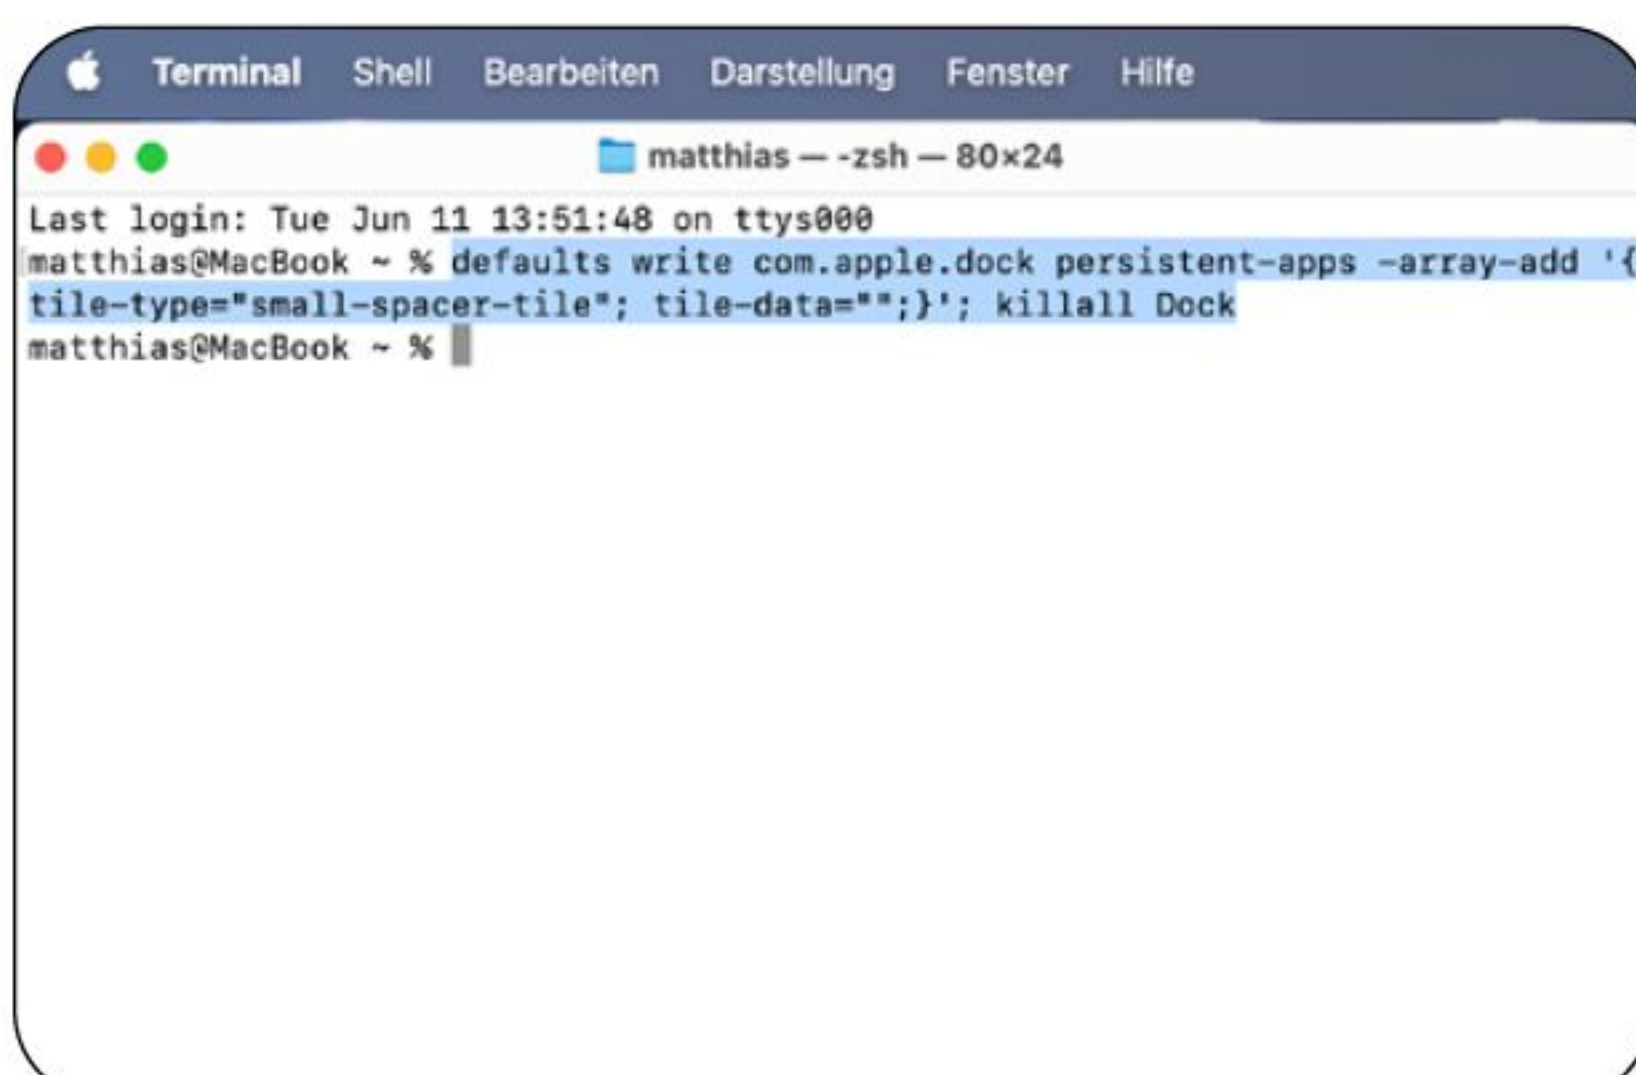 Terminal Shell Bearbeiten Darstellung Fenster Hilfe
matthias — -zsh — 80×24
Last login: Tue Jun 11 13:51:48 on ttys000
matthias@MacBook ~ % defaults write com.apple.dock persistent-apps -array-add '{
tile-type="small-spacer-tile"; tile-data="";}'; killall Dock
matthias@MacBook ~ %